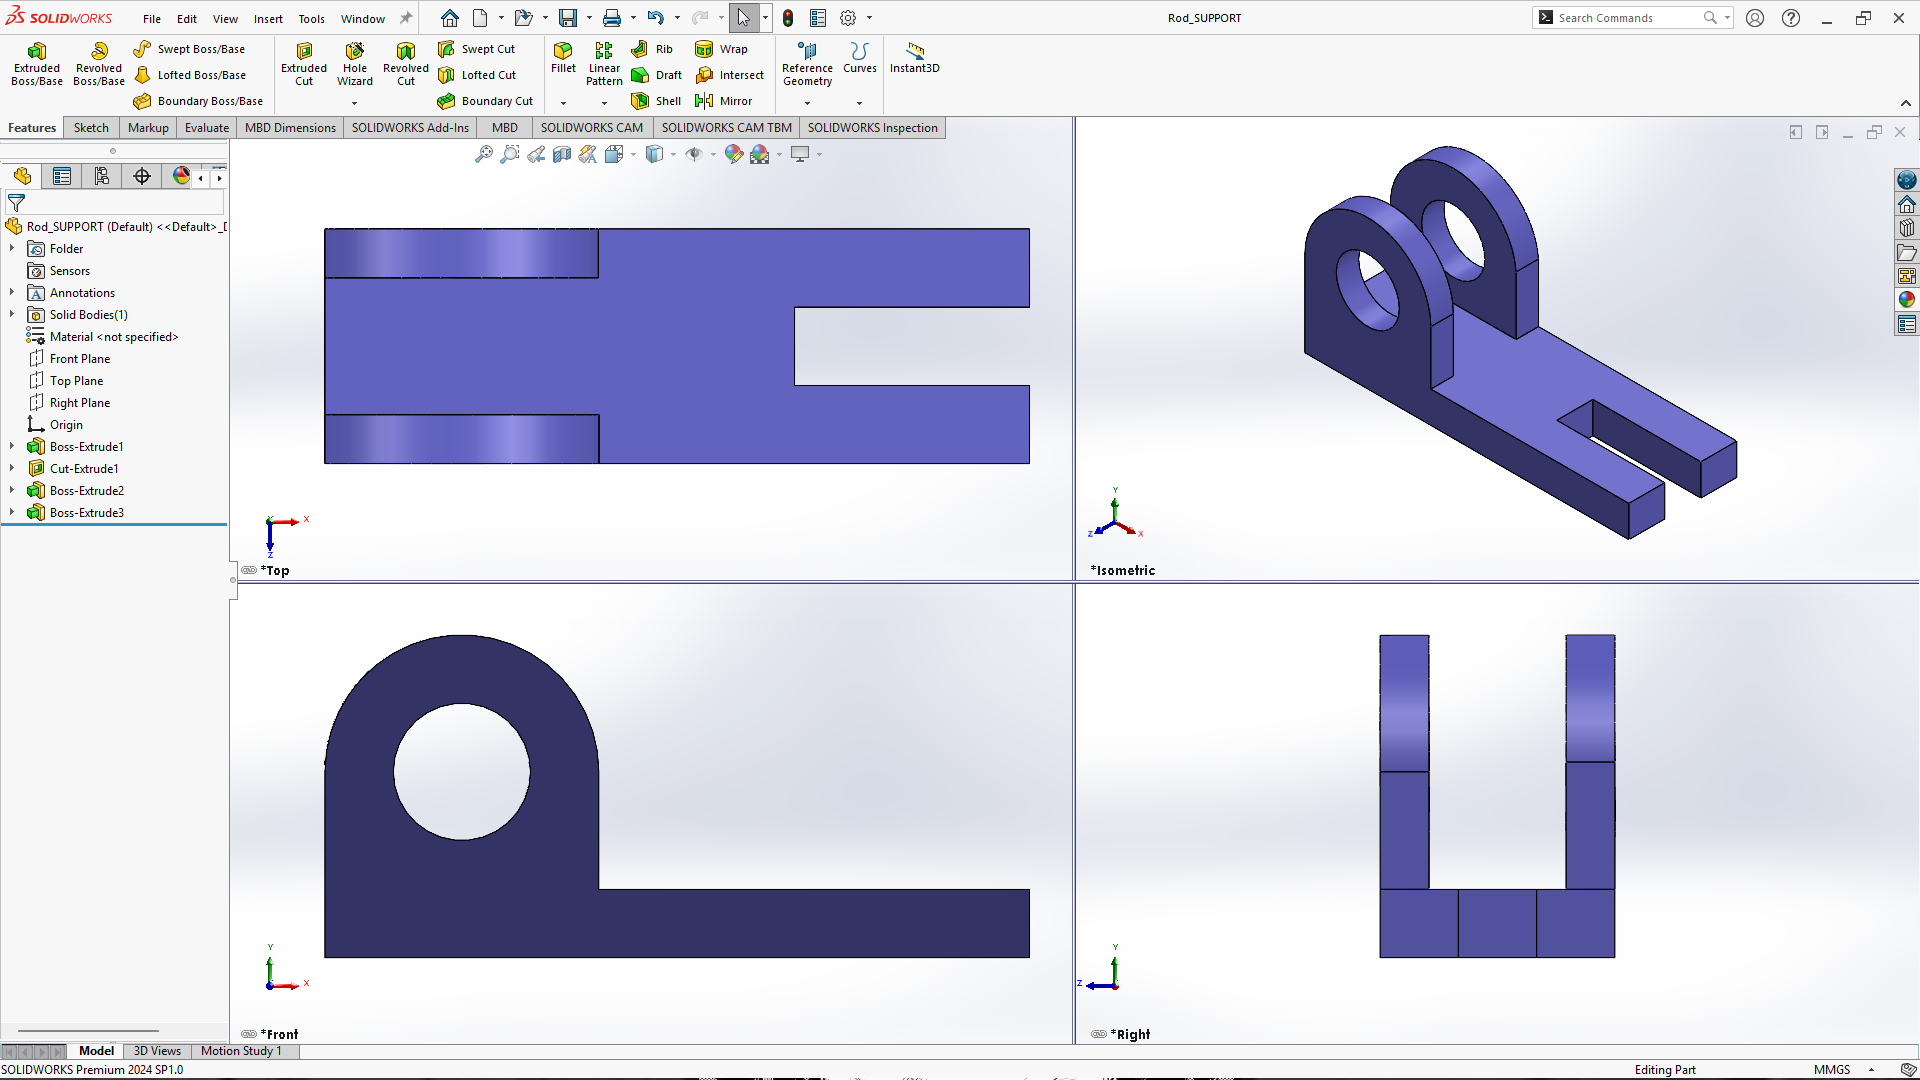 SOLIDWORKS File Edit View Insert Tools Window Rod_SUPPORT Search Commands
Extruded Boss/Base
Revolved Boss/Base
Swept Boss/Base
Lofted Boss/Base
Boundary Boss/Base
Extruded Cut
Hole Wizard
Revolved Cut
Swept Cut
Lofted Cut
Boundary Cut
Fillet
Linear Pattern
Rib
Draft
Shell
Wrap
Intersect
Mirror
Reference Geometry
Curves
Instant3D
Features Sketch Markup Evaluate MBD Dimensions SOLIDWORKS Add-Ins MBD SOLIDWORKS CAM SOLIDWORKS CAM TBM SOLIDWORKS Inspection
Rod_SUPPORT (Default) <<Default>_
Folder
Sensors
Annotations
Solid Bodies(1)
Material <not specified>
Front Plane
Top Plane
Right Plane
Origin
Boss-Extrude1
Cut-Extrude1
Boss-Extrude2
Boss-Extrude3
X
Z
*Top
Y
Z
X
*Isometric
Y
X
*Front
Y
Z
*Right
Model 3D Views Motion Study 1
SOLIDWORKS Premium 2024 SP1.0 Editing Part MMGS